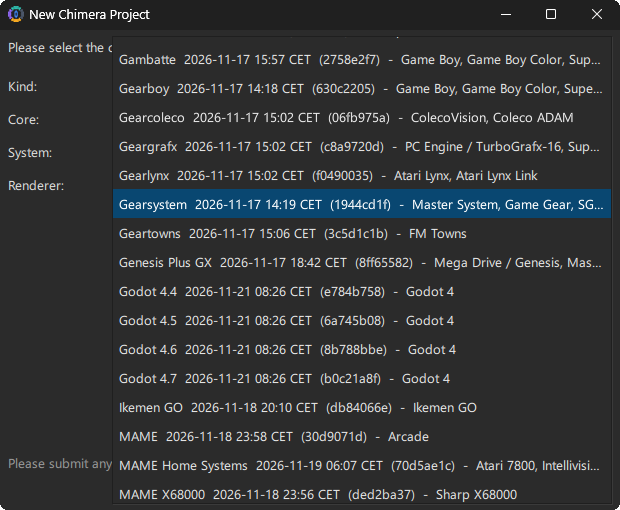 New Chimera Project
Please select the c
Kind:
Core:
System:
Renderer:
Please submit any
Gambatte 2026-11-17 15:57 CET (2758e2f7) - Game Boy, Game Boy Color, Sup...
Gearboy 2026-11-17 14:18 CET (630c2205) - Game Boy, Game Boy Color, Supe...
Gearcoleco 2026-11-17 15:02 CET (06fb975a) - ColecoVision, Coleco ADAM
Geargrafx 2026-11-17 15:02 CET (c8a9720d) - PC Engine / TurboGrafx-16, Sup...
Gearlynx 2026-11-17 15:02 CET (f0490035) - Atari Lynx, Atari Lynx Link
Gearsystem 2026-11-17 14:19 CET (1944cd1f) - Master System, Game Gear, SG...
Geartowns 2026-11-17 15:06 CET (3c5d1c1b) - FM Towns
Genesis Plus GX 2026-11-17 18:42 CET (8ff65582) - Mega Drive / Genesis, Mas...
Godot 4.4 2026-11-21 08:26 CET (e784b758) - Godot 4
Godot 4.5 2026-11-21 08:26 CET (6a745b08) - Godot 4
Godot 4.6 2026-11-21 08:26 CET (8b788bbe) - Godot 4
Godot 4.7 2026-11-21 08:26 CET (b0c21a8f) - Godot 4
Ikemen GO 2026-11-18 20:10 CET (db84066e) - Ikemen GO
MAME 2026-11-18 23:58 CET (30d9071d) - Arcade
MAME Home Systems 2026-11-19 06:07 CET (70d5ae1c) - Atari 7800, Intellivisi...
MAME X68000 2026-11-18 23:56 CET (ded2ba37) - Sharp X68000